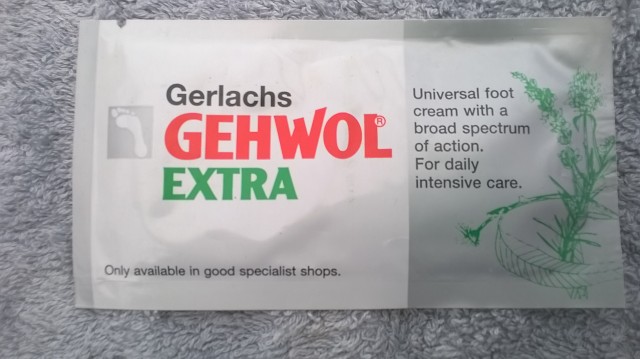 Gerlachs
GEHWOL®
EXTRA
Only available in good specialist shops.
Universal foot
cream with a
broad spectrum
of action.
For daily
intensive care.